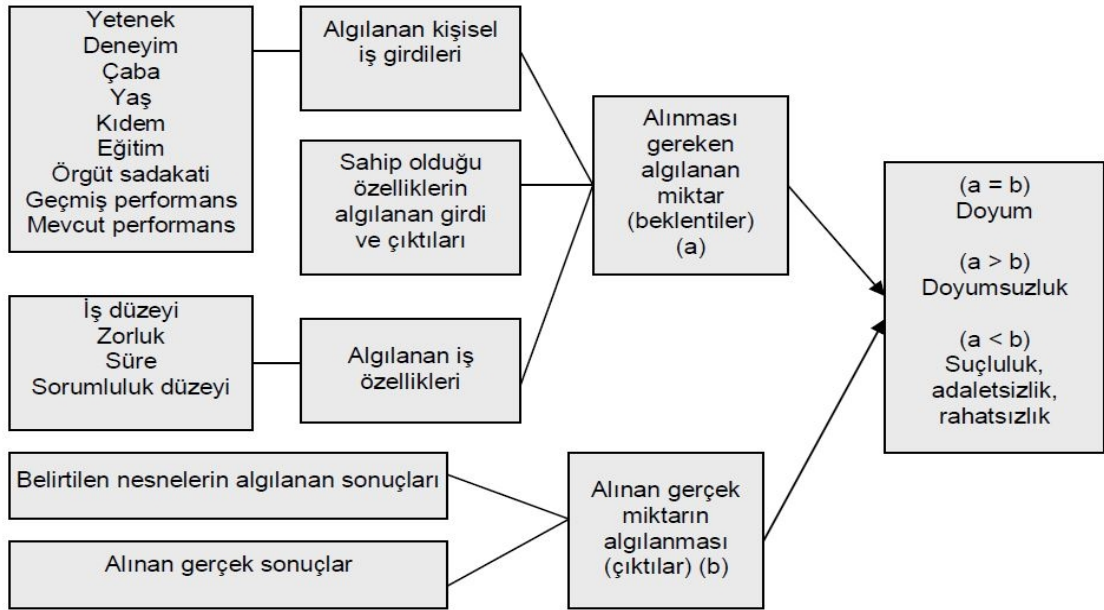 Yetenek
Deneyim
Çaba
Yaş
Kıdem
Eğitim
Örgüt sadakati
Geçmiş performans
Mevcut performans
Algılanan kişisel
iş girdileri
Sahip olduğu
özelliklerin
algılanan girdi
ve çıktıları
İş düzeyi
Zorluk
Süre
Sorumluluk düzeyi
Algılanan iş
özellikleri
Alınması
gereken
algılanan
miktar
(beklentiler)
(a)
Belirtilen nesnelerin algılanan sonuçları
Alınan gerçek sonuçlar
Alınan gerçek
miktarın
algılanması
(çıktılar) (b)
(a = b)
Doyum
(a > b)
Doyumsuzluk
(a < b)
Suçluluk,
adaletsizlik,
rahatsızlık